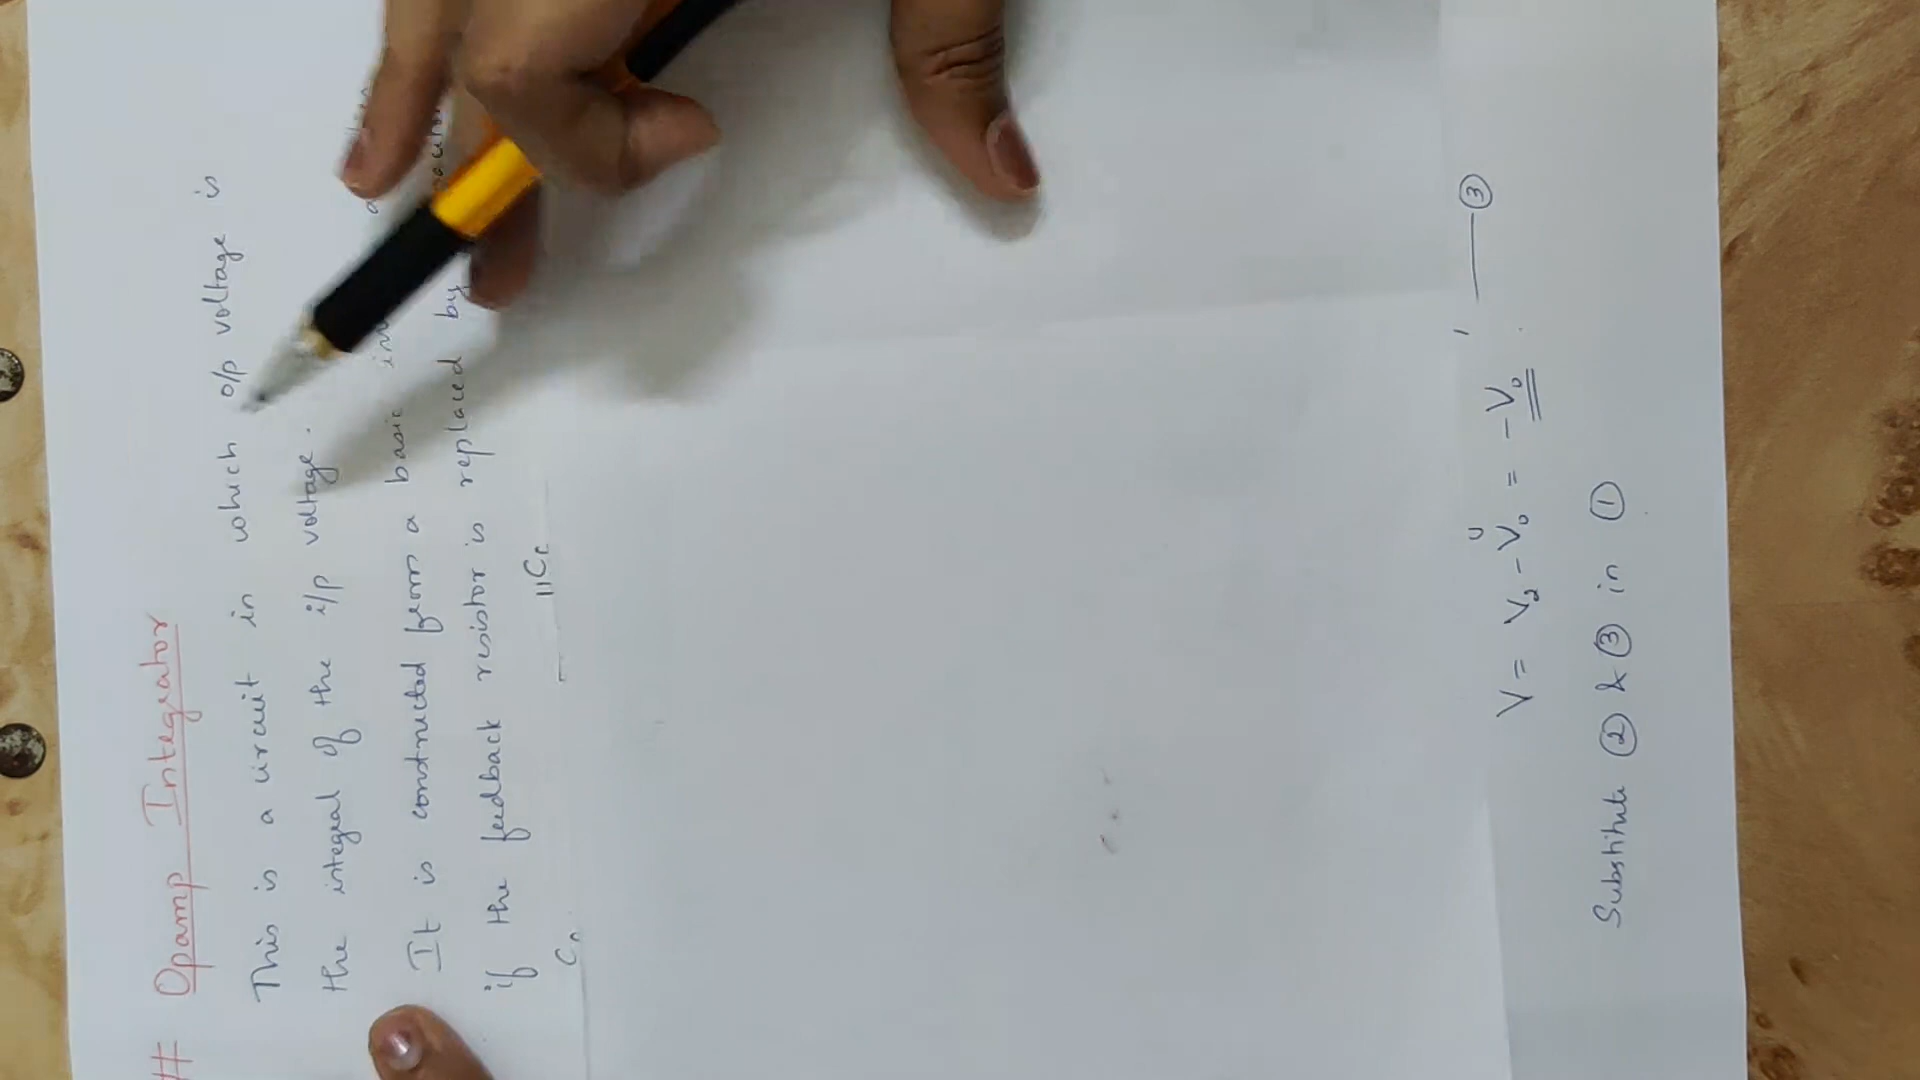 # Opamp Integrator
This is a circuit in which o/p voltage is
the integral of the i/p voltage.
It is constructed from a basic
if the feedback resistor is replaced by
V = V₂ - V₀ = -V₀ ——③
Substitute ② & ③ in ①